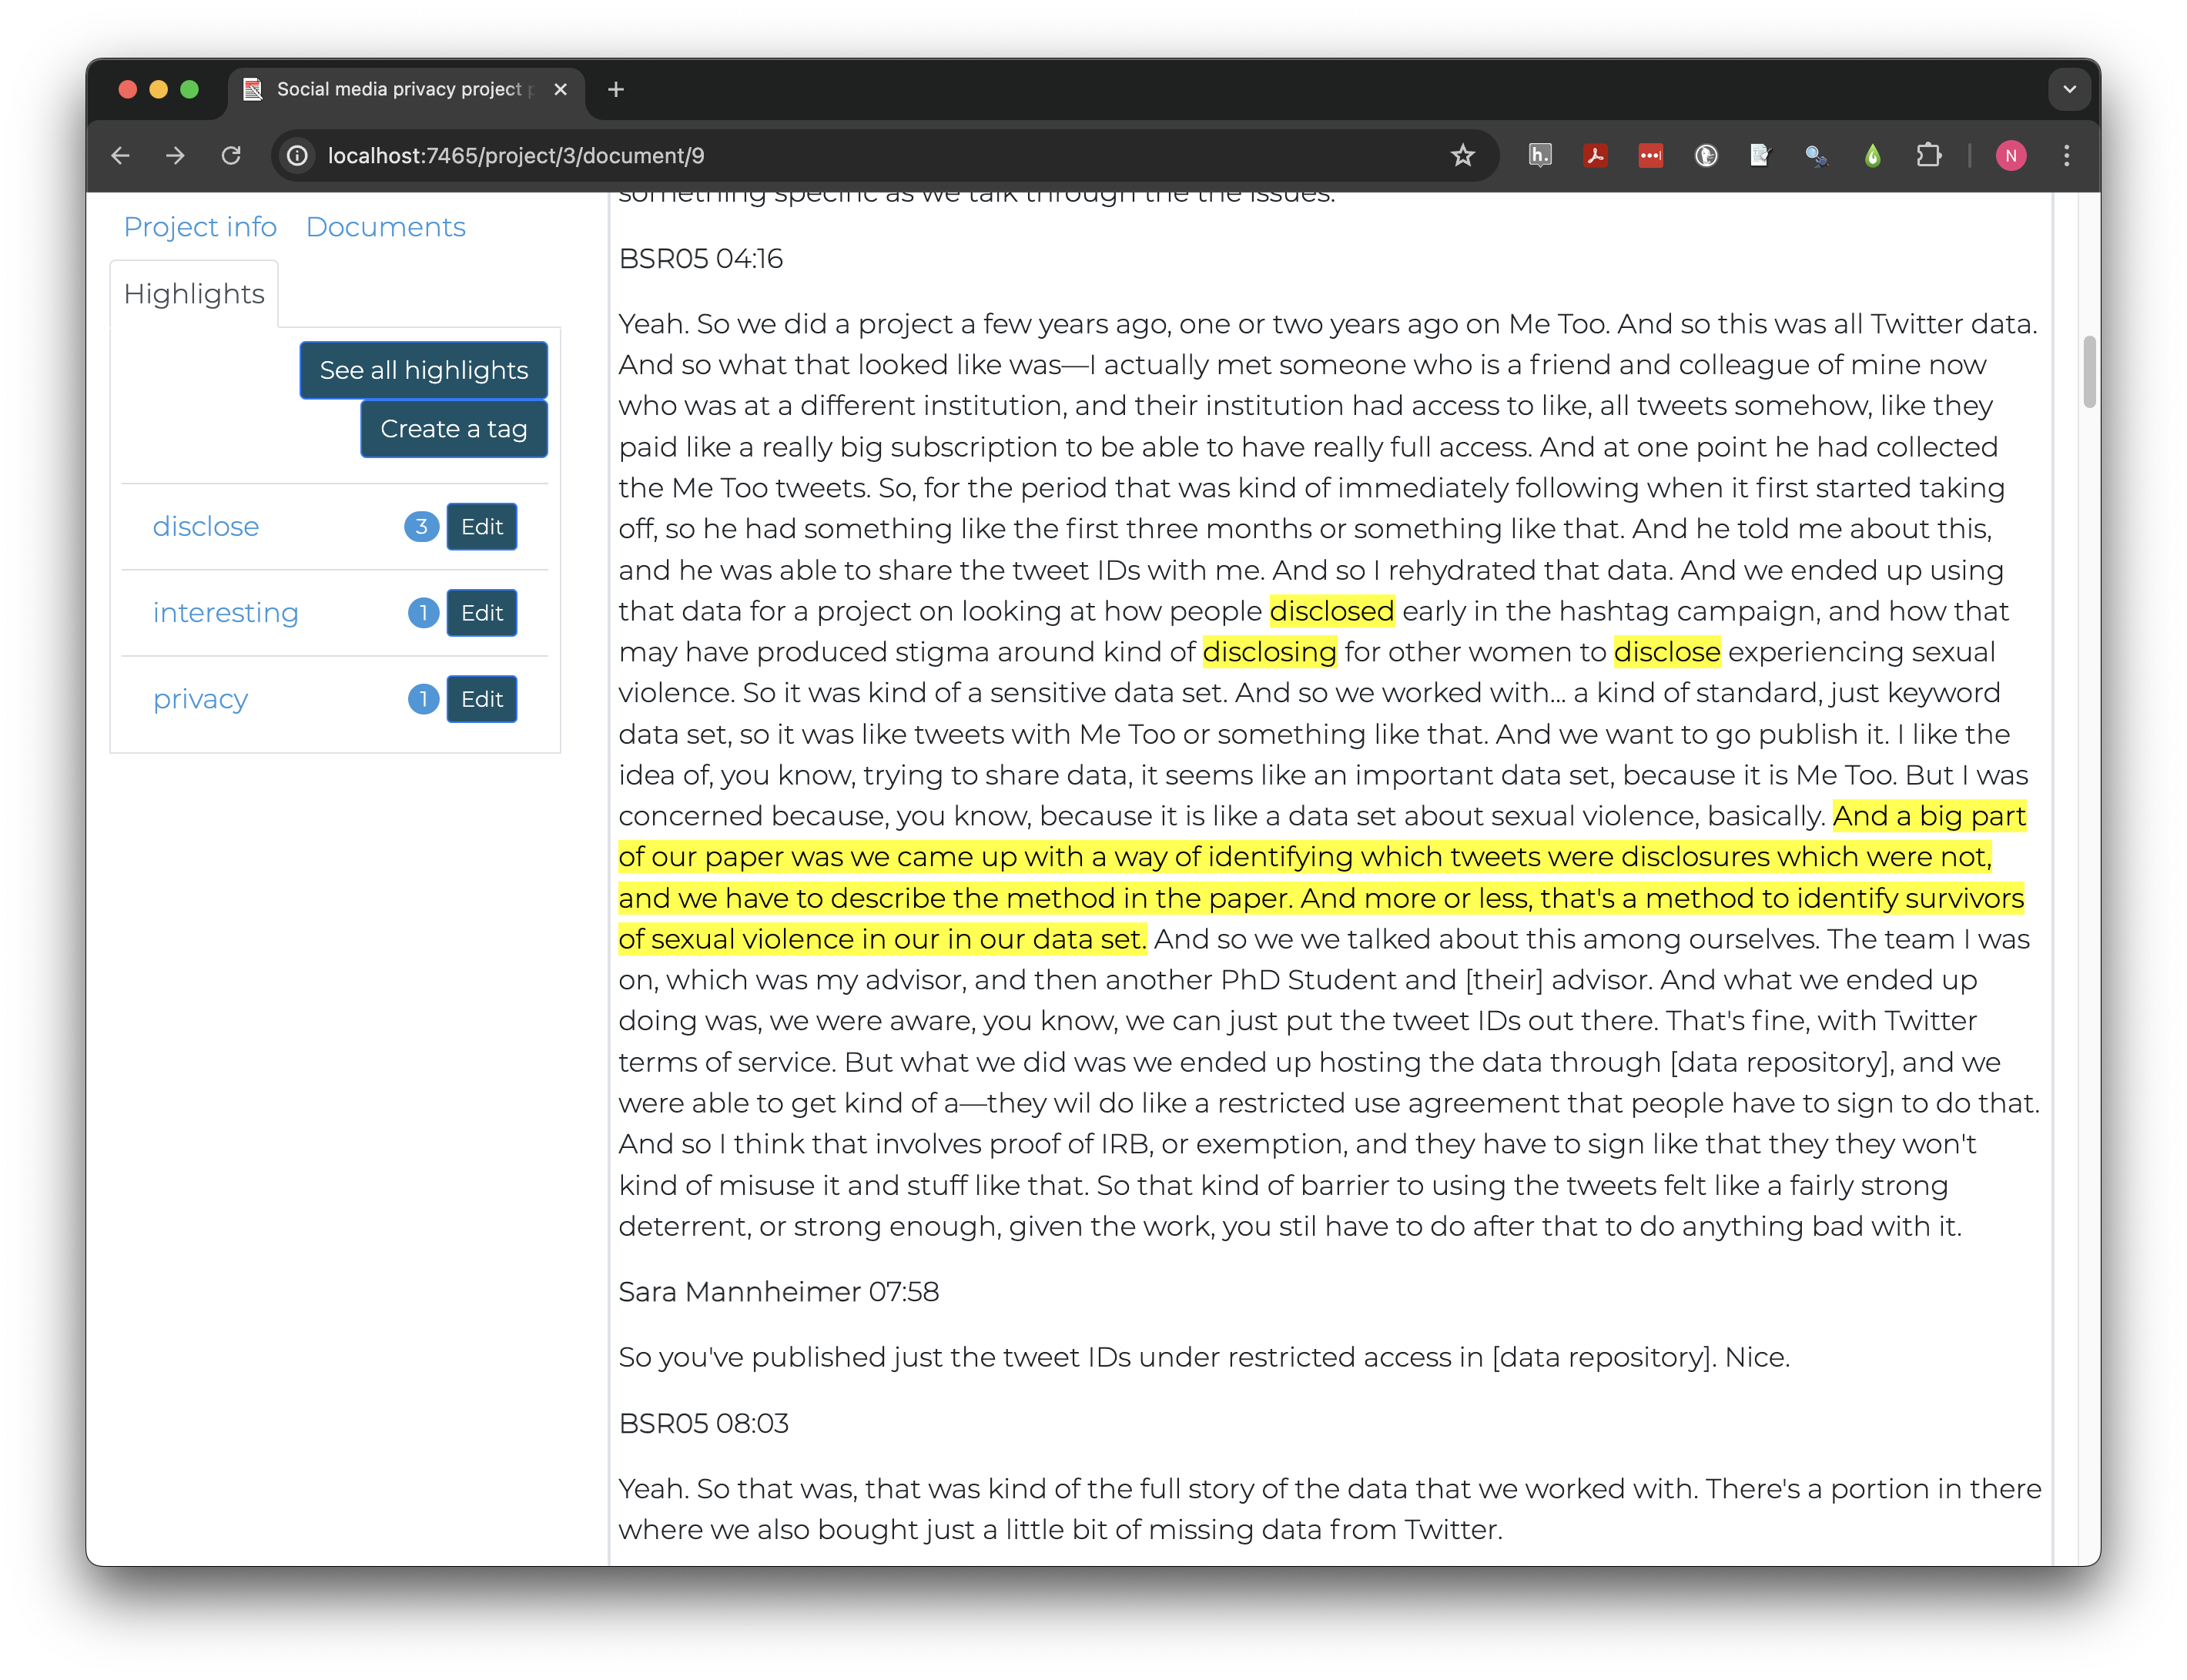 Social media privacy project p
localhost:7465/project/3/document/9
h.
N
Project info Documents
Highlights
See all highlights
Create a tag
disclose 3 Edit
interesting 1 Edit
privacy 1 Edit
something specific as we talk through the the issues.
BSR05 04:16
Yeah. So we did a project a few years ago, one or two years ago on Me Too. And so this was all Twitter data.
And so what that looked like was—I actually met someone who is a friend and colleague of mine now
who was at a different institution, and their institution had access to like, all tweets somehow, like they
paid like a really big subscription to be able to have really full access. And at one point he had collected
the Me Too tweets. So, for the period that was kind of immediately following when it first started taking
off, so he had something like the first three months or something like that. And he told me about this,
and he was able to share the tweet IDs with me. And so I rehydrated that data. And we ended up using
that data for a project on looking at how people disclosed early in the hashtag campaign, and how that
may have produced stigma around kind of disclosing for other women to disclose experiencing sexual
violence. So it was kind of a sensitive data set. And so we worked with... a kind of standard, just keyword
data set, so it was like tweets with Me Too or something like that. And we want to go publish it. I like the
idea of, you know, trying to share data, it seems like an important data set, because it is Me Too. But I was
concerned because, you know, because it is like a data set about sexual violence, basically. And a big part
of our paper was we came up with a way of identifying which tweets were disclosures which were not,
and we have to describe the method in the paper. And more or less, that's a method to identify survivors
of sexual violence in our in our data set. And so we we talked about this among ourselves. The team I was
on, which was my advisor, and then another PhD Student and [their] advisor. And what we ended up
doing was, we were aware, you know, we can just put the tweet IDs out there. That's fine, with Twitter
terms of service. But what we did was we ended up hosting the data through [data repository], and we
were able to get kind of a—they wil do like a restricted use agreement that people have to sign to do that.
And so I think that involves proof of IRB, or exemption, and they have to sign like that they they won't
kind of misuse it and stuff like that. So that kind of barrier to using the tweets felt like a fairly strong
deterrent, or strong enough, given the work, you stil have to do after that to do anything bad with it.
Sara Mannheimer 07:58
So you've published just the tweet IDs under restricted access in [data repository]. Nice.
BSR05 08:03
Yeah. So that was, that was kind of the full story of the data that we worked with. There's a portion in there
where we also bought just a little bit of missing data from Twitter.